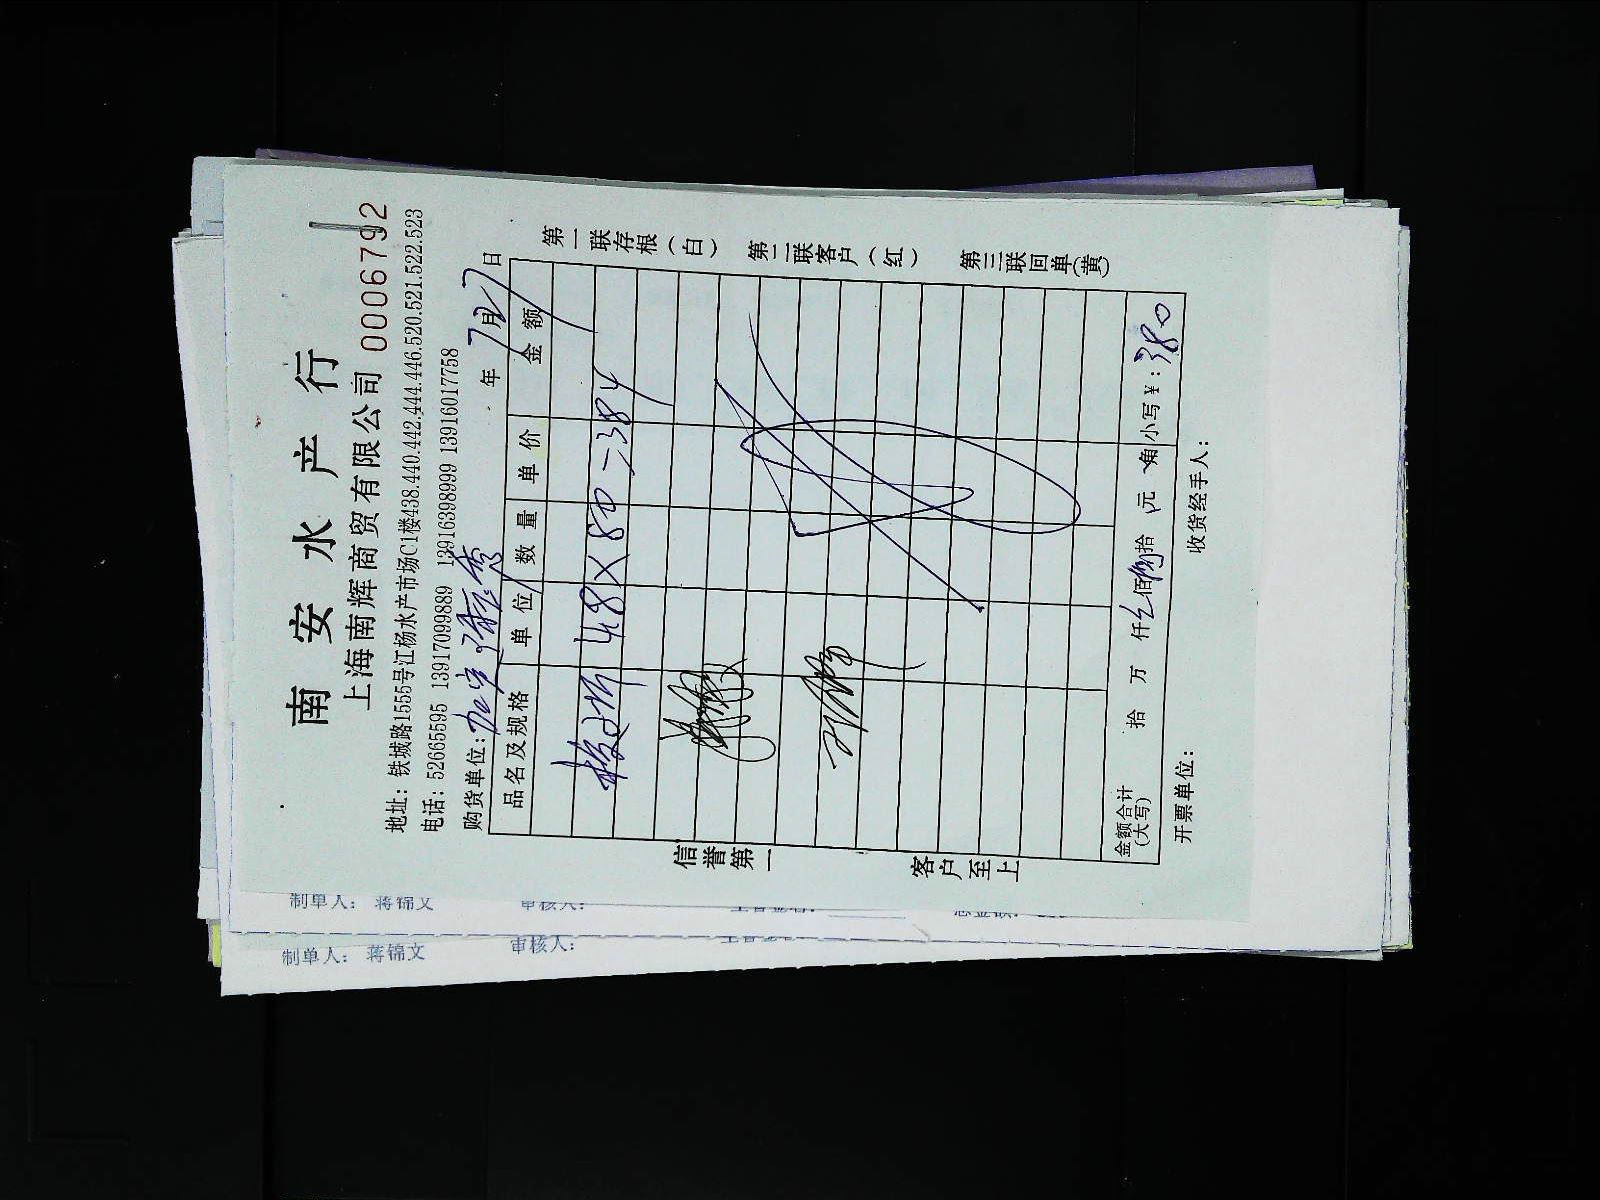 南安水产行
上海南辉商贸有限公司 0006792
地址：铁城路1555号江杨水产市场C1楼438.440.442.444.446.520.521.522.523
电话：52665595 13917099889 13916398999 13916017758
购货单位： 年 7月27日
品名及规格 单位 数量 单价 金额
4.8×80=384
金额合计(大写) 拾 万 仟 佰 拾 元 角 小写￥：380
开票单位： 收货经手人：
信誉第一 客户至上
第一联存根（白） 第二联客户（红） 第三联回单（黄）
制单人： 蒋锦文 审核人：
制单人： 蒋锦文 审核人：